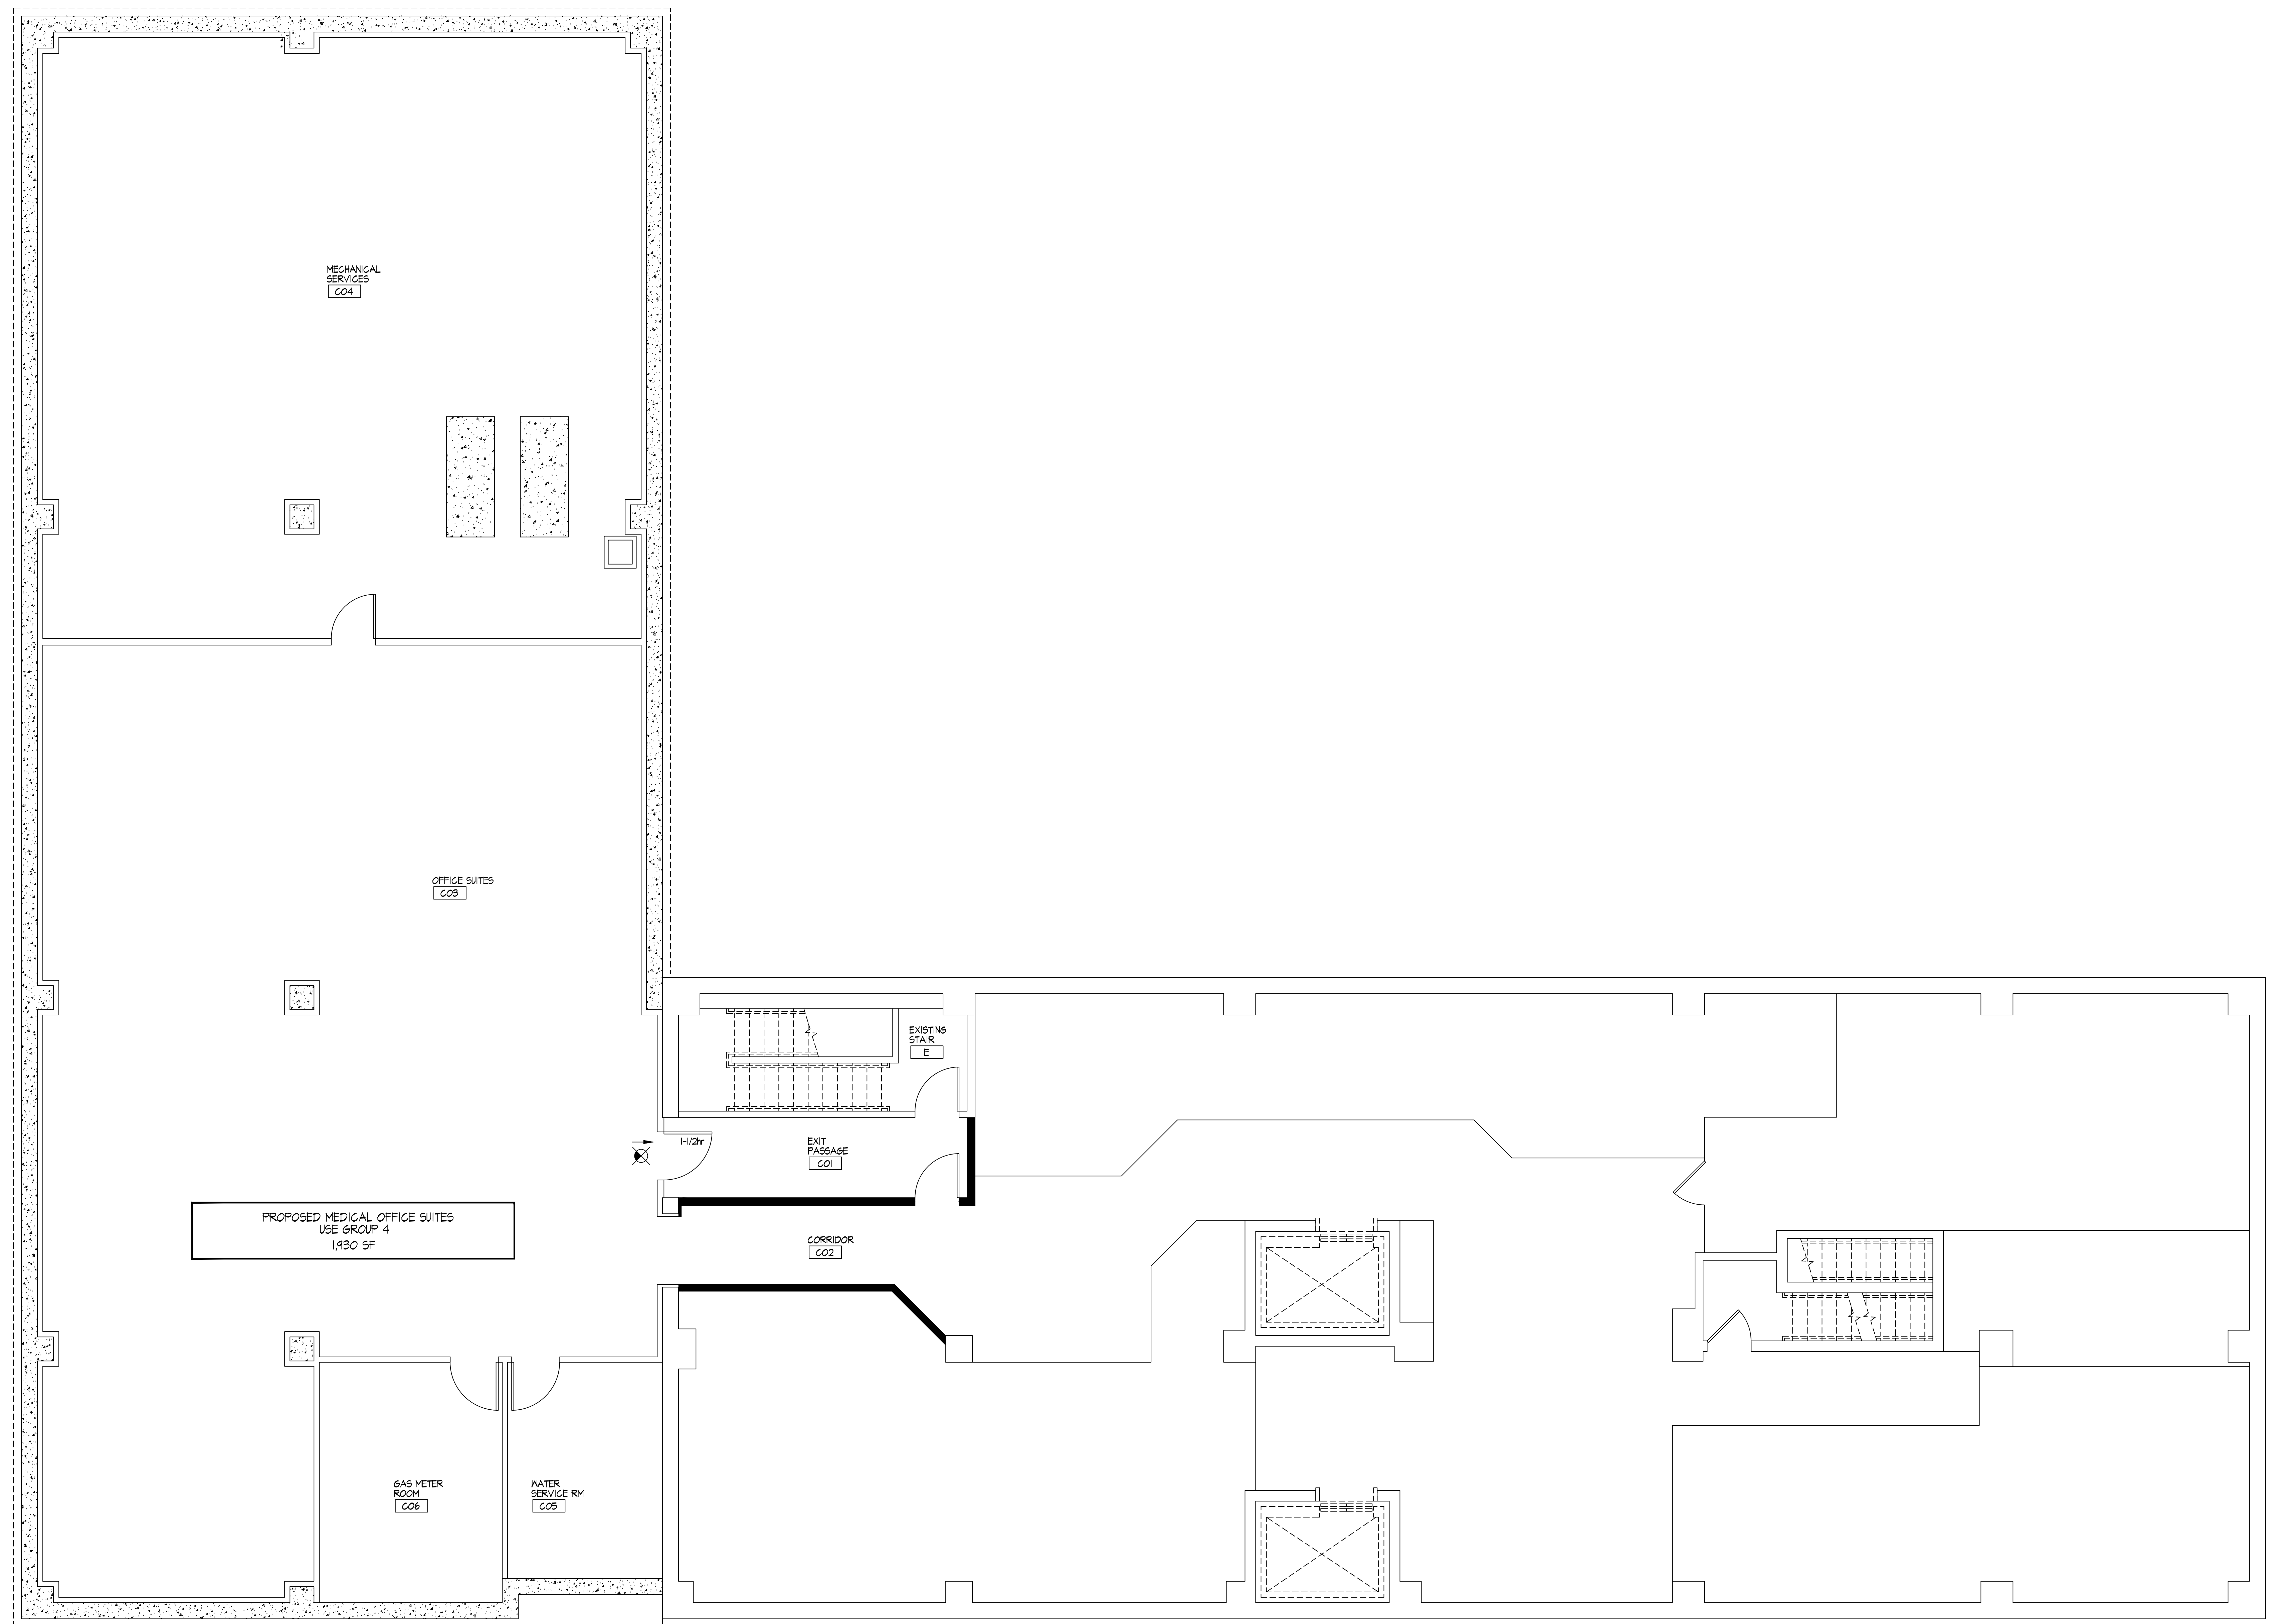 MECHANICAL
SERVICES
C04
OFFICE SUITES
C03
EXISTING
STAIR
E
1-1/2hr
EXIT
PASSAGE
C01
PROPOSED MEDICAL OFFICE SUITES
USE GROUP 4
1,930 SF
CORRIDOR
C02
GAS METER
ROOM
C06
WATER
SERVICE RM
C05